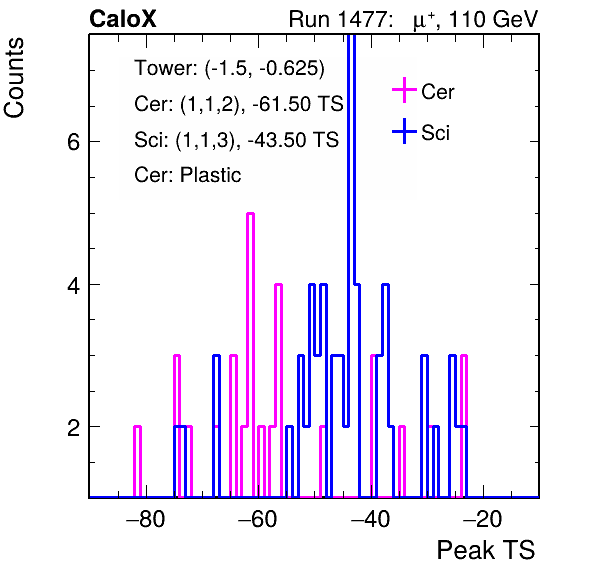 CaloX Run 1477: μ⁺, 110 GeV
Counts
Tower: (-1.5, -0.625)
Cer: (1,1,2), -61.50 TS
Sci: (1,1,3), -43.50 TS
Cer: Plastic
Cer
Sci
6
4
2
−80 −60 −40 −20
Peak TS